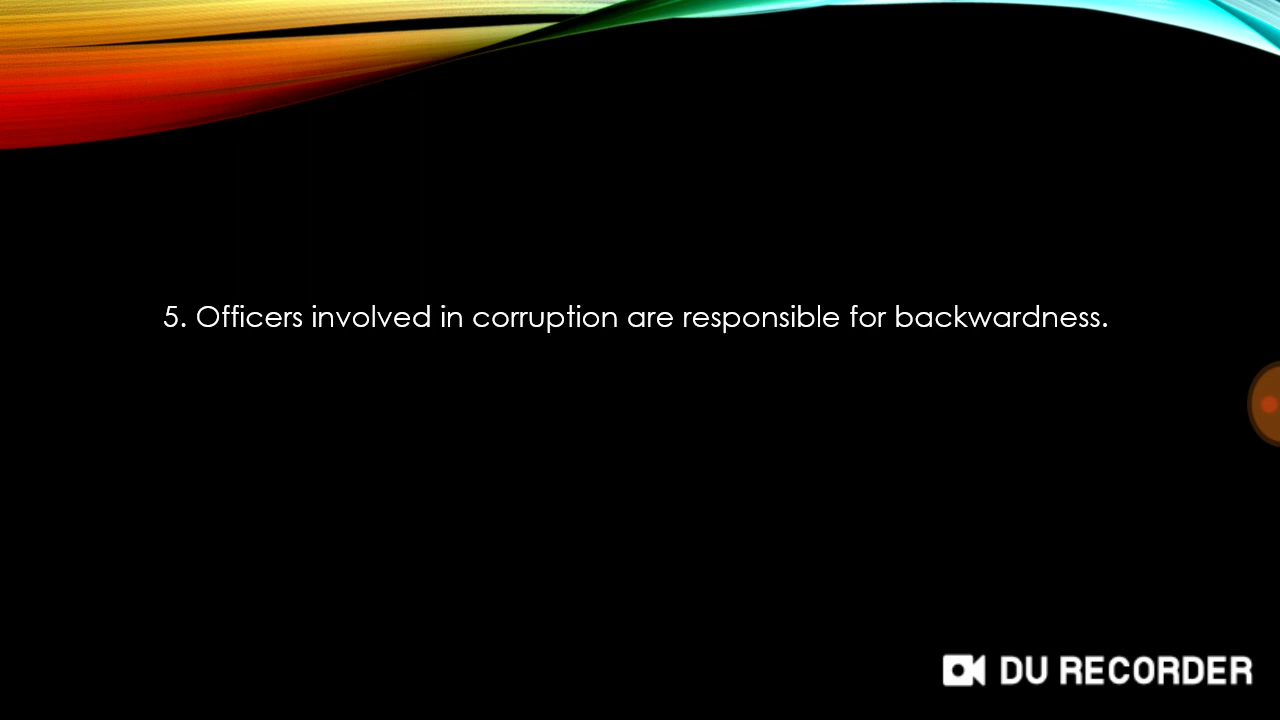 5. Officers involved in corruption are responsible for backwardness.
DU RECORDER